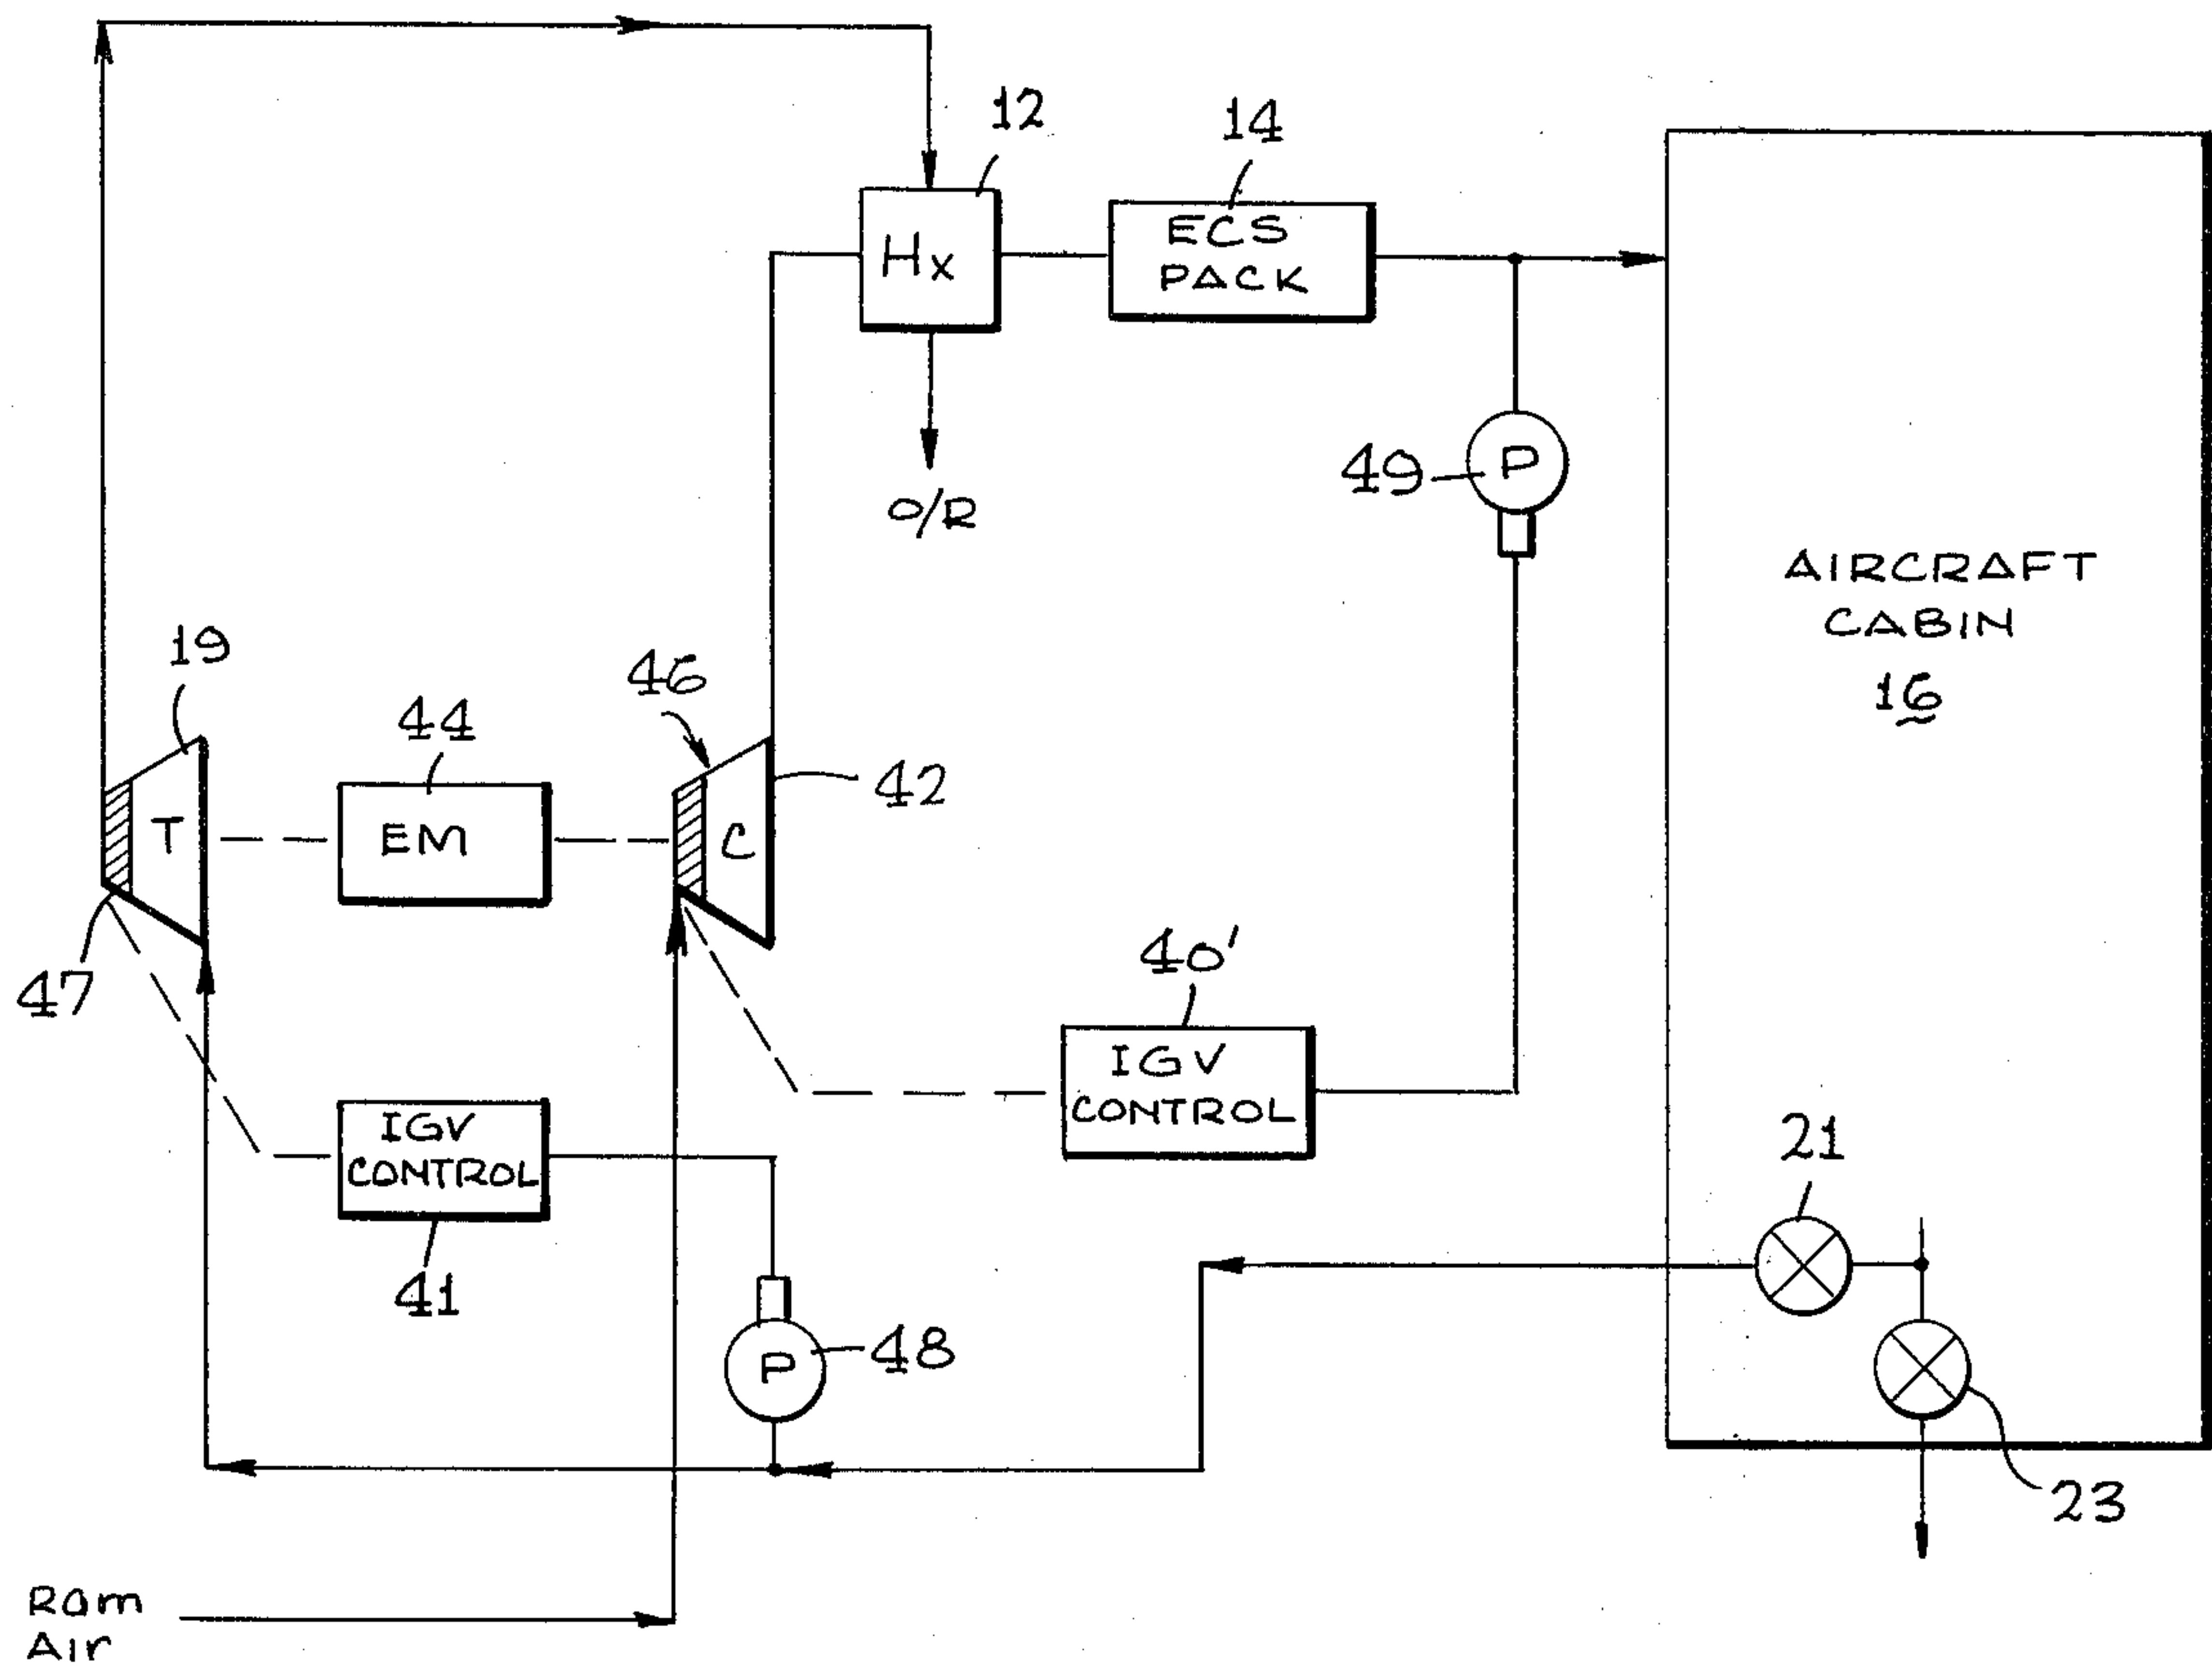 12
14
Hx
ECS
PACK
O/R
49
P
AIRCRAFT
CABIN
16
19
44
46
42
T
EM
C
47
40'
IGV
CONTROL
IGV
CONTROL
41
21
48
P
23
Ram
Air